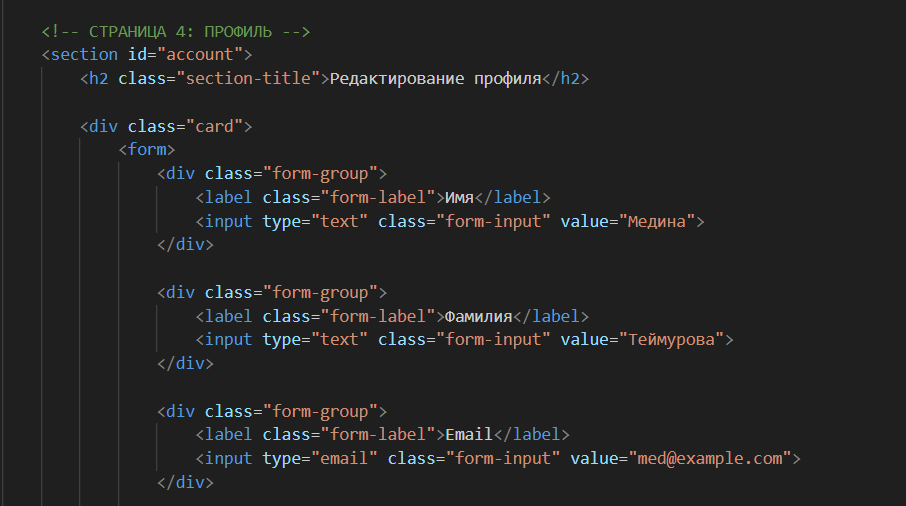 <!-- СТРАНИЦА 4: ПРОФИЛЬ -->
<section id="account">
<h2 class="section-title">Редактирование профиля</h2>
<div class="card">
<form>
<div class="form-group">
<label class="form-label">Имя</label>
<input type="text" class="form-input" value="Медина">
</div>
<div class="form-group">
<label class="form-label">Фамилия</label>
<input type="text" class="form-input" value="Теймурова">
</div>
<div class="form-group">
<label class="form-label">Email</label>
<input type="email" class="form-input" value="med@example.com">
</div>